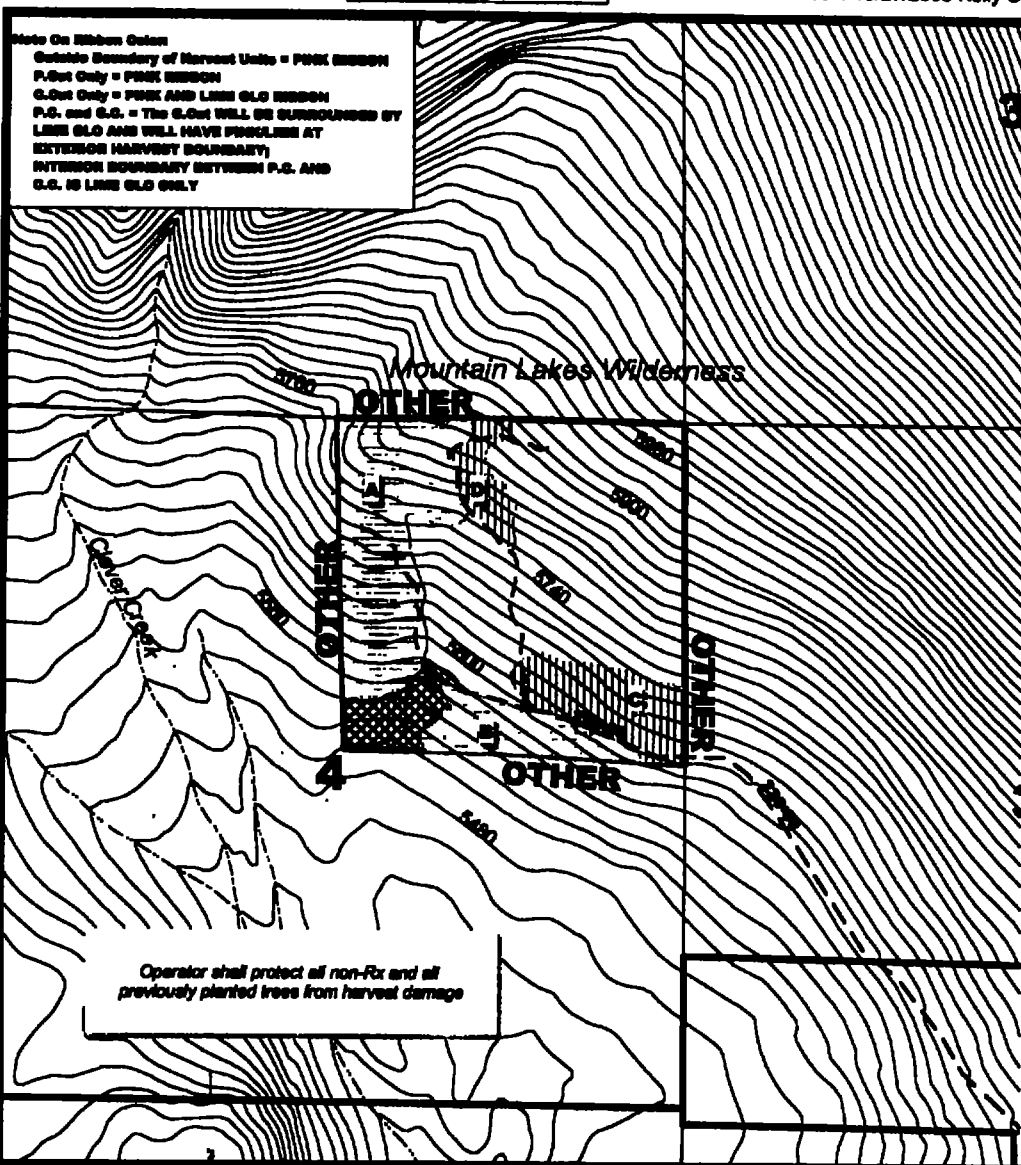 Note On Ribbon Color:
Outside Boundary of Harvest Units = PINK RIBBON
P.Cut Only = PINK RIBBON
C.Cut Only = PINK AND LIME GLO RIBBON
P.C. and C.C. = The C.Cut WILL BE SURROUNDED BY
LIME GLO AND WILL HAVE PINK/LIME AT
EXTERIOR HARVEST BOUNDARY;
INTERIOR BOUNDARY BETWEEN P.C. AND
C.C. IS LIME GLO ONLY
3
Mountain Lakes Wilderness
5760
OTHER
A
D
OTHER
Clover Creek
5740
5500
OTHER
C
B
4
OTHER
5480
Operator shall protect all non-Rx and all
previously planted trees from harvest damage